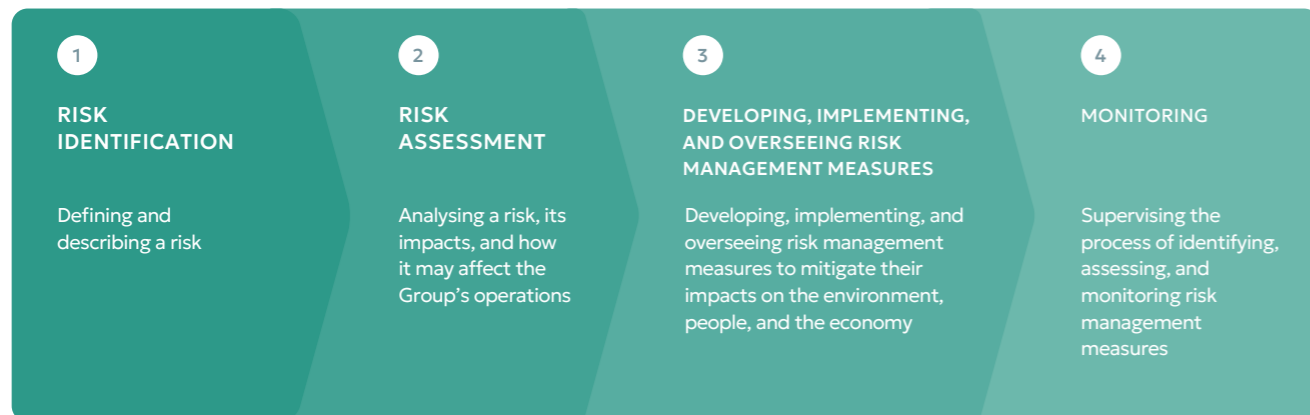 1
RISK
IDENTIFICATION
Defining and
describing a risk
2
RISK
ASSESSMENT
Analysing a risk, its
impacts, and how
it may affect the
Group's operations
3
DEVELOPING, IMPLEMENTING,
AND OVERSEEING RISK
MANAGEMENT MEASURES
Developing, implementing, and
overseeing risk management
measures to mitigate their
impacts on the environment,
people, and the economy
4
MONITORING
Supervising the
process of identifying,
assessing, and
monitoring risk
management
measures